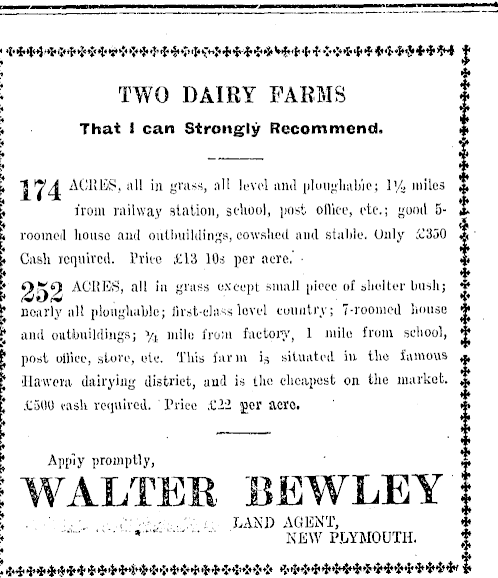 TWO DAIRY FARMS
That I can Strongly Recommend.
174 ACRES, all in grass, all level and ploughable; 1½ miles
from railway station, school, post office, etc.; good 5-
roomed house and outbuildings, cowshed and stable. Only £350
Cash required. Price £13 10s per acre.
252 ACRES, all in grass except small piece of shelter bush;
nearly all ploughable; first-class level country; 7-roomed house
and outbuildings; ¼ mile from factory, 1 mile from school,
post office, store, etc. This farm is situated in the famous
Hawera dairying district, and is the cheapest on the market.
£500 cash required. Price £22 per acre.
Apply promptly,
WALTER BEWLEY
LAND AGENT,
NEW PLYMOUTH.